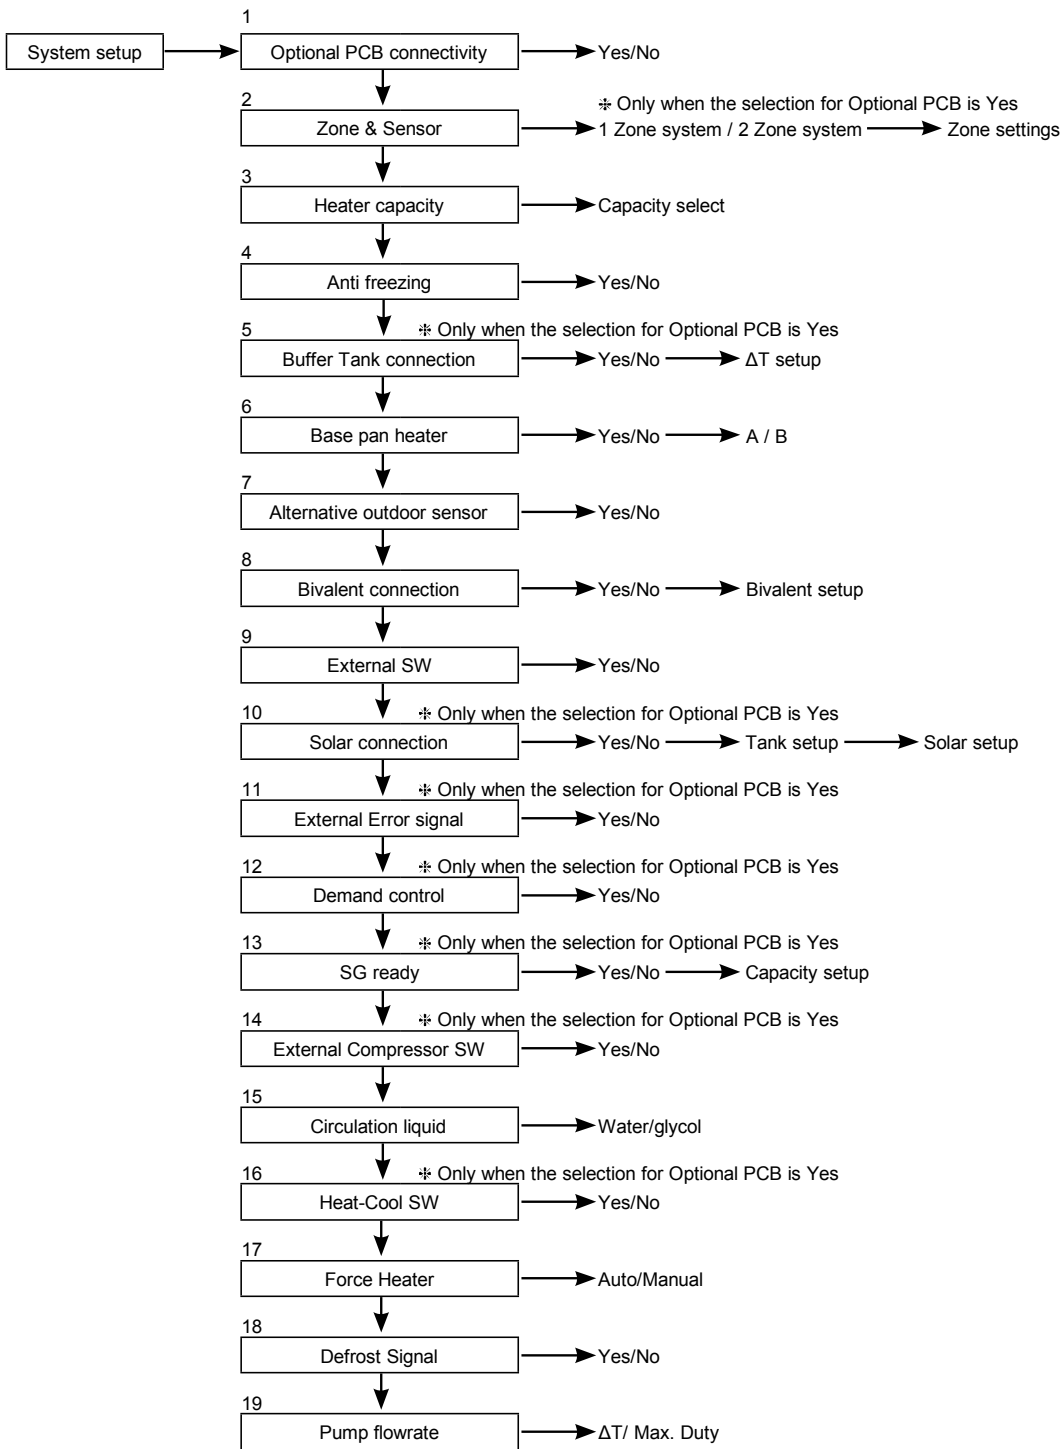 1
System setup
Optional PCB connectivity
Yes/No
2
⁜ Only when the selection for Optional PCB is Yes
Zone & Sensor
1 Zone system / 2 Zone system
Zone settings
3
Heater capacity
Capacity select
4
Anti freezing
Yes/No
5
⁜ Only when the selection for Optional PCB is Yes
Buffer Tank connection
Yes/No
ΔT setup
6
Base pan heater
Yes/No
A / B
7
Alternative outdoor sensor
Yes/No
8
Bivalent connection
Yes/No
Bivalent setup
9
External SW
Yes/No
10
⁜ Only when the selection for Optional PCB is Yes
Solar connection
Yes/No
Tank setup
Solar setup
11
⁜ Only when the selection for Optional PCB is Yes
External Error signal
Yes/No
12
⁜ Only when the selection for Optional PCB is Yes
Demand control
Yes/No
13
⁜ Only when the selection for Optional PCB is Yes
SG ready
Yes/No
Capacity setup
14
⁜ Only when the selection for Optional PCB is Yes
External Compressor SW
Yes/No
15
Circulation liquid
Water/glycol
16
⁜ Only when the selection for Optional PCB is Yes
Heat-Cool SW
Yes/No
17
Force Heater
Auto/Manual
18
Defrost Signal
Yes/No
19
Pump flowrate
ΔT/ Max. Duty